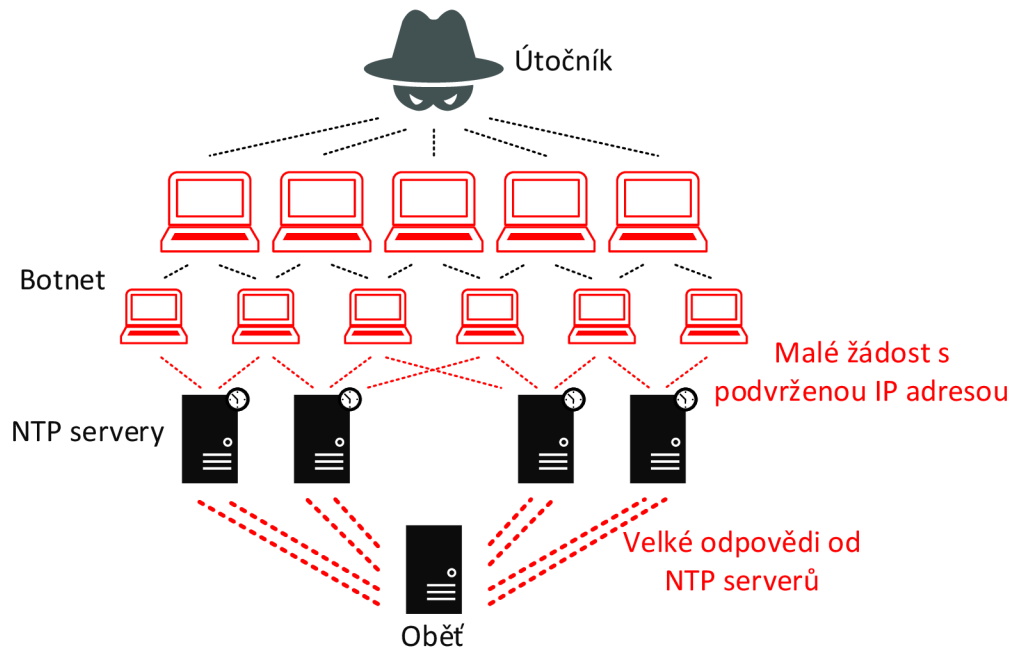 Útočník
Botnet
Malé žádost s
podvrženou IP adresou
NTP servery
Velké odpovědi od
NTP serverů
Oběť